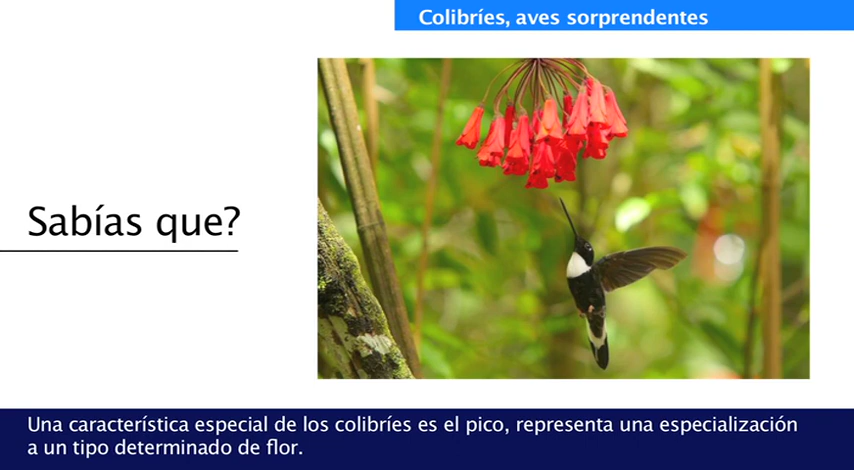 Colibríes, aves sorprendentes
Sabías que?
Una característica especial de los colibríes es el pico, representa una especialización
a un tipo determinado de flor.